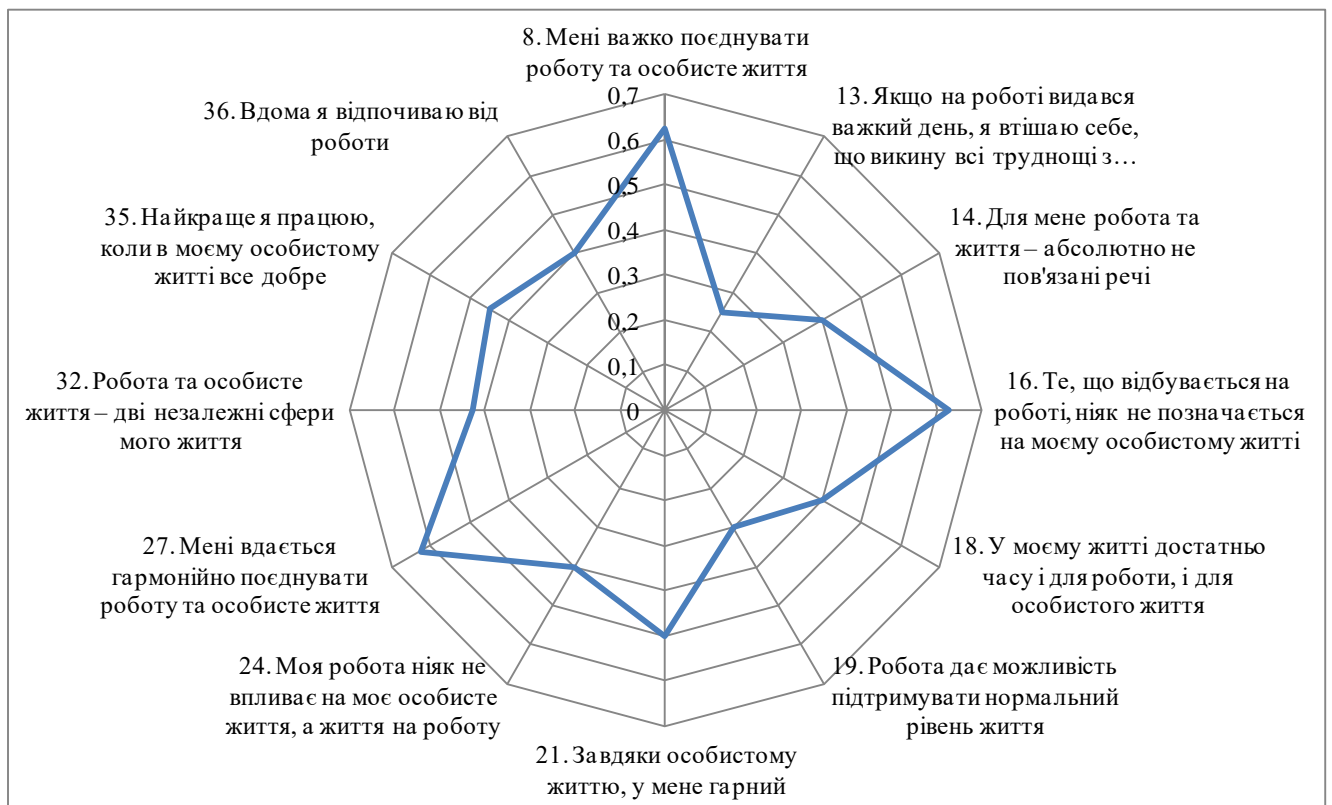 8. Мені важко поєднувати
роботу та особисте життя
13. Якщо на роботі видався
важкий день, я втішаю себе,
що викину всі труднощі з…
14. Для мене робота та
життя – абсолютно не
пов'язані речі
16. Те, що відбувається на
роботі, ніяк не позначається
на моєму особистому житті
18. У моєму житті достатньо
часу і для роботи, і для
особистого життя
19. Робота дає можливість
підтримувати нормальний
рівень життя
21. Завдяки особистому
життю, у мене гарний
24. Моя робота ніяк не
впливає на моє особисте
життя, а життя на роботу
27. Мені вдається
гармонійно поєднувати
роботу та особисте життя
32. Робота та особисте
життя – дві незалежні сфери
мого життя
35. Найкраще я працюю,
коли в моєму особистому
житті все добре
36. Вдома я відпочиваю від
роботи
0,7
0,6
0,5
0,4
0,3
0,2
0,1
0